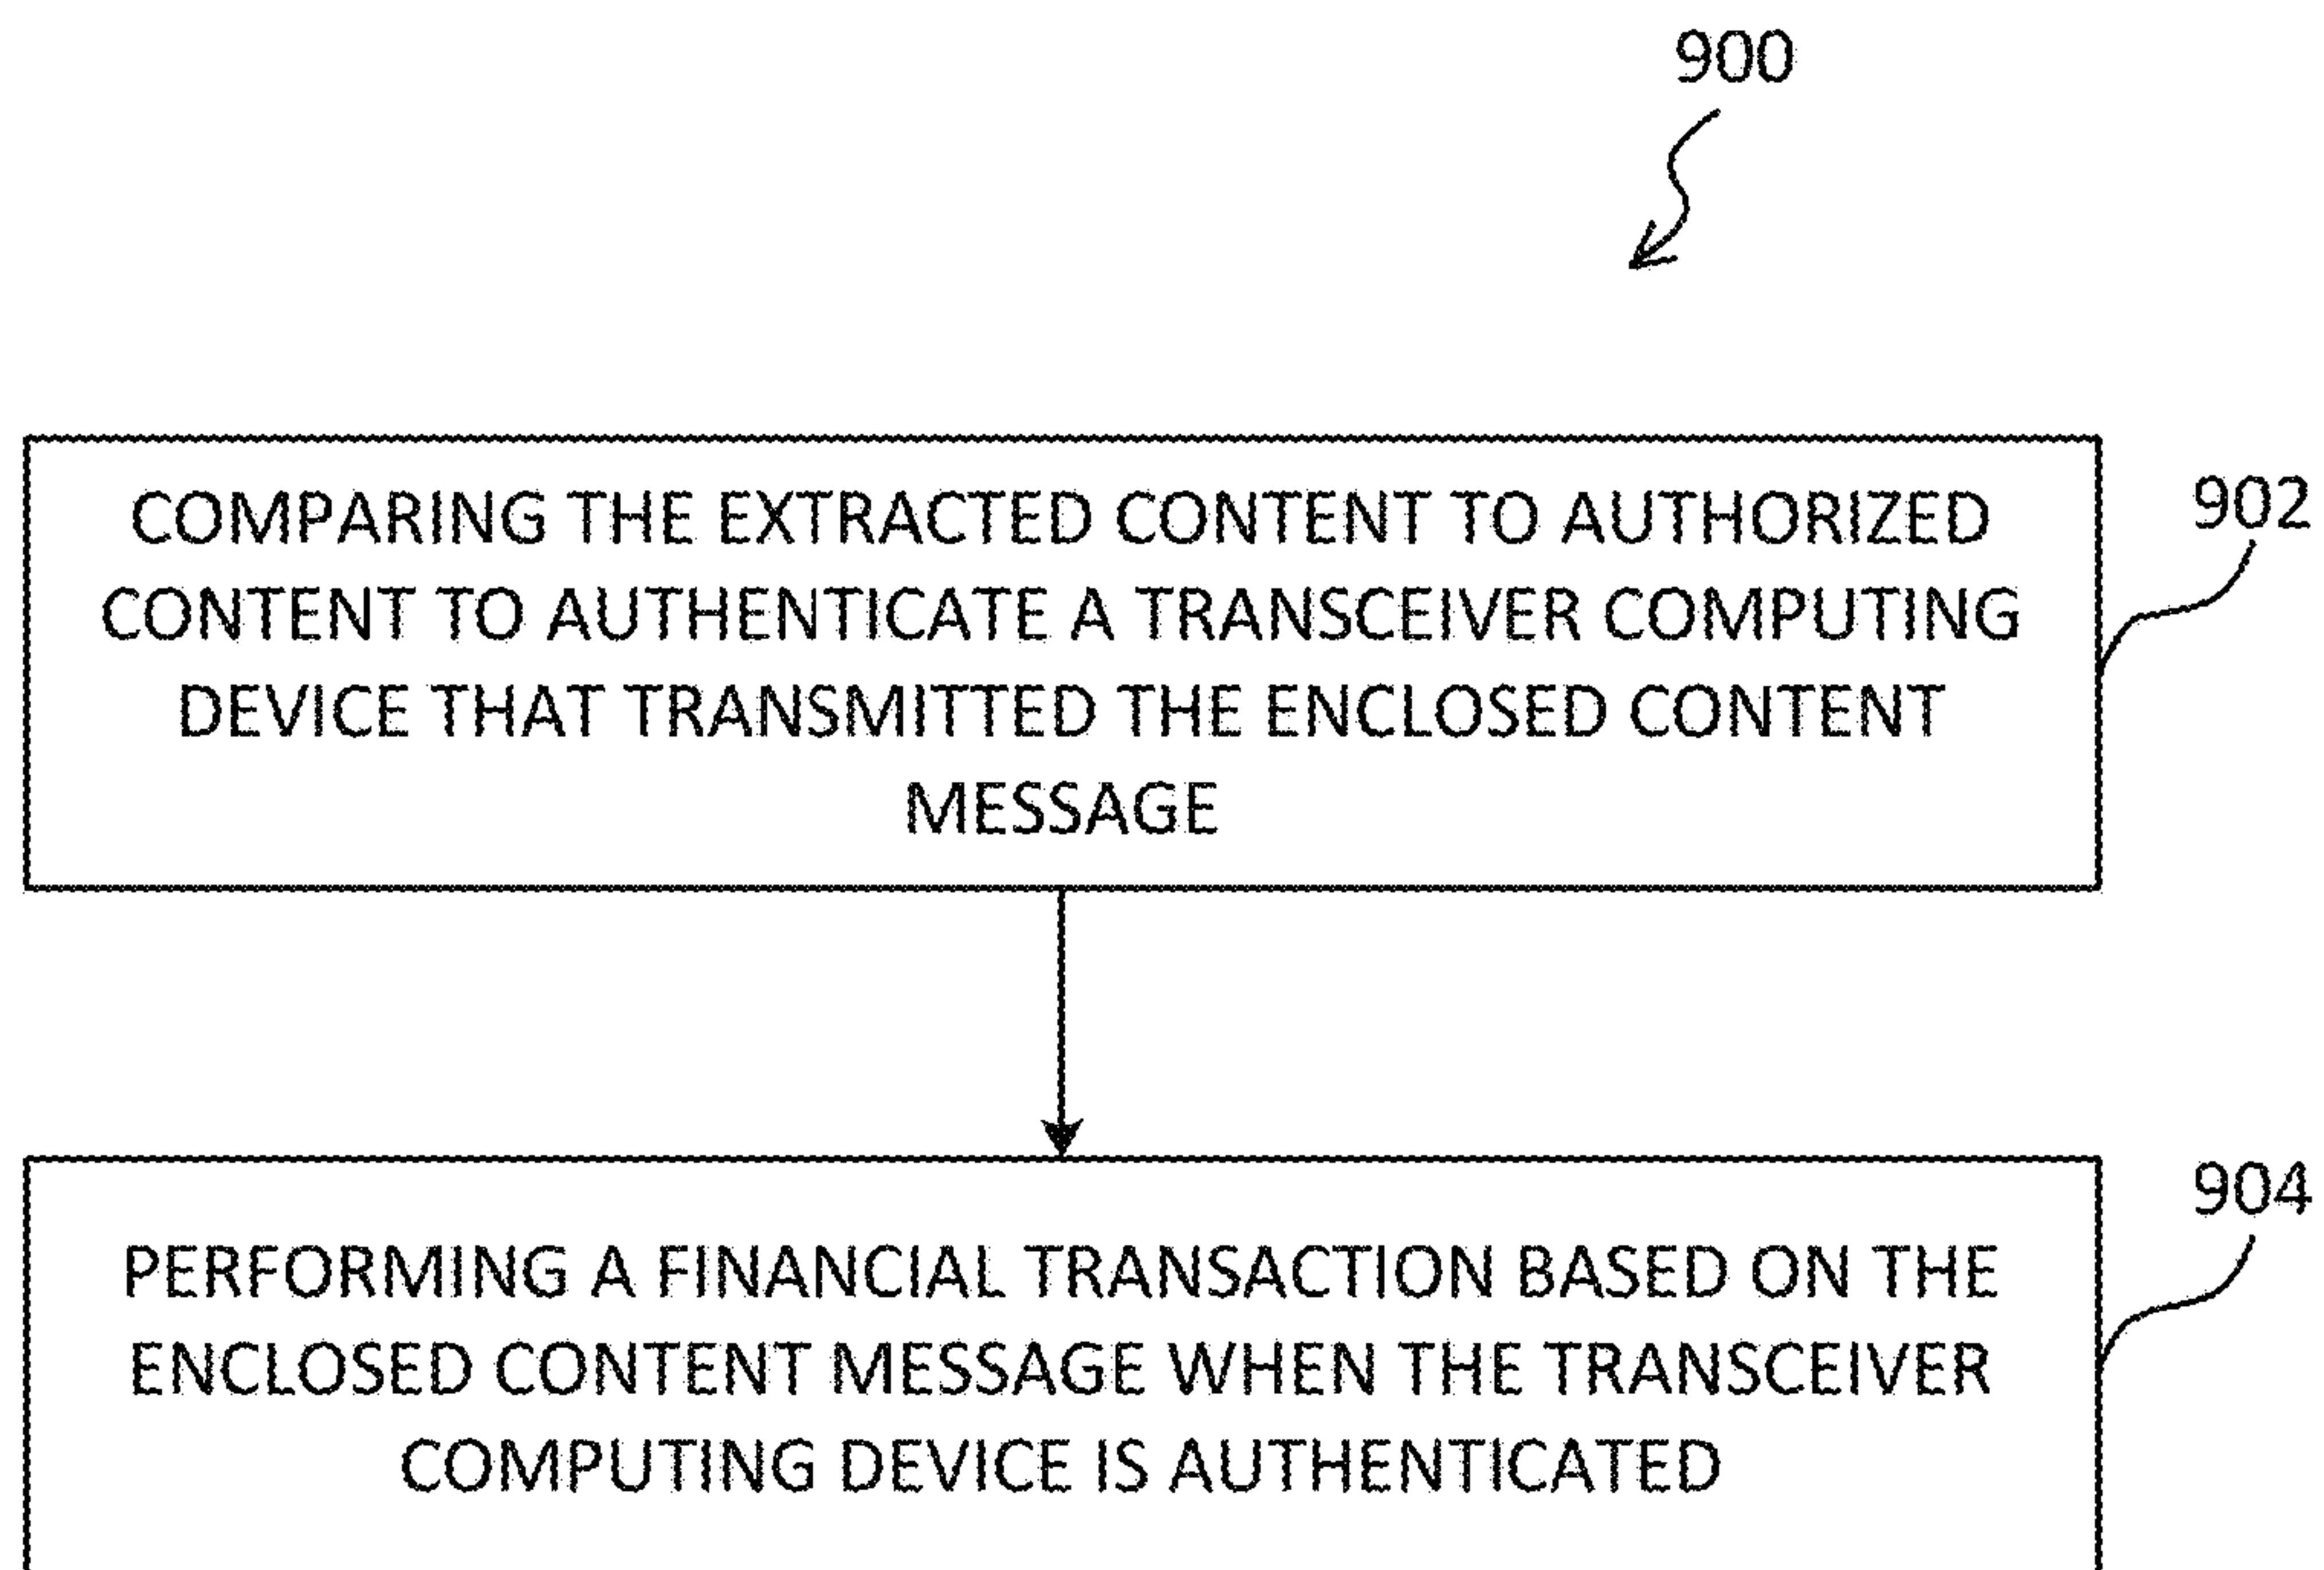 900
COMPARING THE EXTRACTED CONTENT TO AUTHORIZED
CONTENT TO AUTHENTICATE A TRANSCEIVER COMPUTING
DEVICE THAT TRANSMITTED THE ENCLOSED CONTENT
MESSAGE
902
PERFORMING A FINANCIAL TRANSACTION BASED ON THE
ENCLOSED CONTENT MESSAGE WHEN THE TRANSCEIVER
COMPUTING DEVICE IS AUTHENTICATED
904